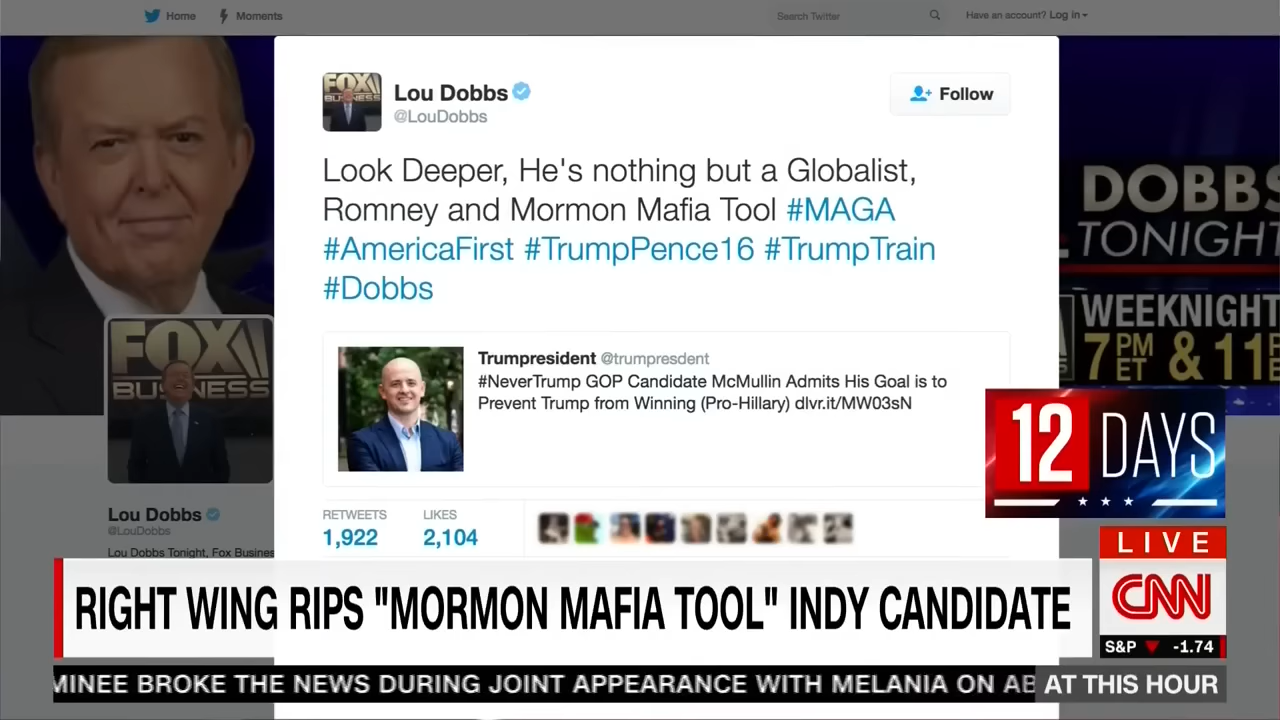 Home
Moments
Search Twitter
Have an account? Log in
FOX
BUSINESS
Lou Dobbs
@LouDobbs
Follow
Look Deeper, He's nothing but a Globalist,
Romney and Mormon Mafia Tool #MAGA
#AmericaFirst #TrumpPence16 #TrumpTrain
#Dobbs
Trumpresident @trumpresdent
#NeverTrump GOP Candidate McMullin Admits His Goal is to
Prevent Trump from Winning (Pro-Hillary) dlvr.it/MW03sN
RETWEETS
LIKES
1,922
2,104
DOBBS
TONIGHT
WEEKNIGHT
7 PM ET & 11
FOX
BUSINESS
Lou Dobbs
@LouDobbs
Lou Dobbs Tonight, Fox Busines
12 DAYS
LIVE
CNN
S&P -1.74
RIGHT WING RIPS "MORMON MAFIA TOOL" INDY CANDIDATE
MINEE BROKE THE NEWS DURING JOINT APPEARANCE WITH MELANIA ON AB
AT THIS HOUR